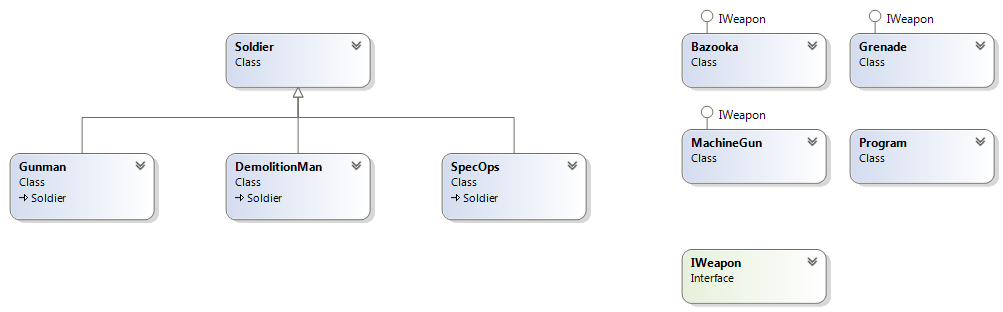 Soldier
Class
Gunman
Class
Soldier
DemolitionMan
Class
Soldier
SpecOps
Class
Soldier
IWeapon
Bazooka
Class
IWeapon
Grenade
Class
IWeapon
MachineGun
Class
Program
Class
IWeapon
Interface